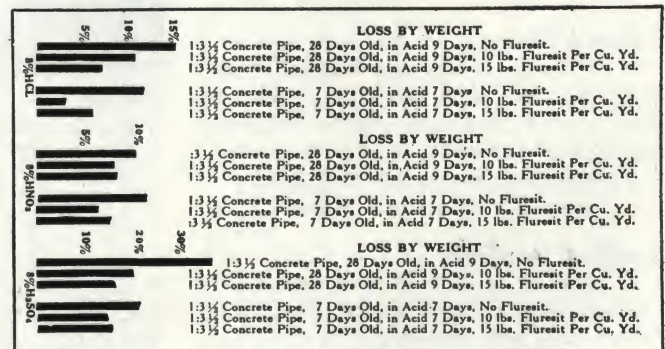 5% 10% 15%
LOSS BY WEIGHT
8% HCL.
1:3½ Concrete Pipe, 28 Days Old, in Acid 9 Days, No Fluresit.
1:3½ Concrete Pipe, 28 Days Old, in Acid 9 Days, 10 lbs. Fluresit Per Cu. Yd.
1:3½ Concrete Pipe, 28 Days Old, in Acid 9 Days, 15 lbs. Fluresit Per Cu. Yd.
1:3½ Concrete Pipe, 7 Days Old, in Acid 7 Days No Fluresit.
1:3½ Concrete Pipe, 7 Days Old, in Acid 7 Days, 10 lbs. Fluresit Per Cu. Yd.
1:3½ Concrete Pipe, 7 Days Old, in Acid 7 Days, 15 lbs. Fluresit Per Cu. Yd.
5% 10%
LOSS BY WEIGHT
8% HNO₃
:3½ Concrete Pipe, 28 Days Old, in Acid 9 Days, No Fluresit.
1:3½ Concrete Pipe, 28 Days Old, in Acid 9 Days, 10 lbs. Fluresit Per Cu. Yd.
1:3½ Concrete Pipe, 28 Days Old, in Acid 9 Days, 15 lbs. Fluresit Per Cu. Yd.
1:3½ Concrete Pipe, 7 Days Old, in Acid 7 Days, No Fluresit.
1:3½ Concrete Pipe, 7 Days Old, in Acid 7 Days, 10 lbs. Fluresit Per Cu. Yd.
:3½ Concrete Pipe, 7 Days Old, in Acid 7 Days, 15 lbs. Fluresit Per Cu. Yd.
10% 20% 30%
LOSS BY WEIGHT
8% H₂SO₄
1:3½ Concrete Pipe, 28 Days Old, in Acid 9 Days, No Fluresit.
1:3½ Concrete Pipe, 28 Days Old, in Acid 9 Days, 10 lbs. Fluresit Per Cu. Yd.
1:3½ Concrete Pipe, 28 Days Old, in Acid 9 Days, 15 lbs. Fluresit Per Cu. Yd.
1:3½ Concrete Pipe, 7 Days Old, in Acid 7 Days, No Fluresit.
1:3½ Concrete Pipe, 7 Days Old, in Acid 7 Days, 10 lbs. Fluresit Per Cu. Yd.
1:3½ Concrete Pipe, 7 Days Old, in Acid 7 Days, 15 lbs. Fluresit Per Cu. Yd.